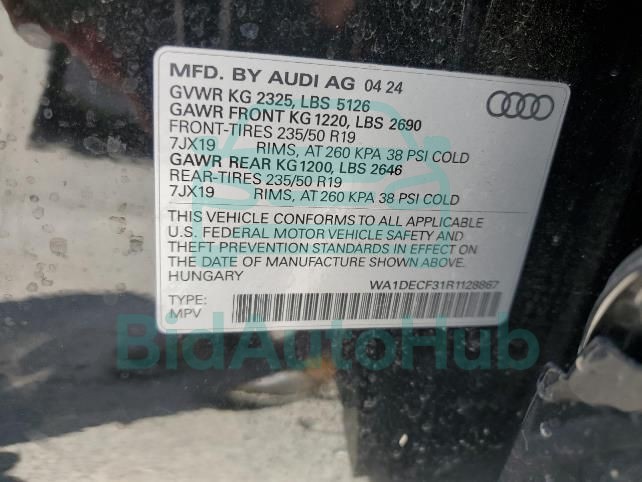 MFD. BY AUDI AG 04 24
GVWR KG 2325, LBS 5126
GAWR FRONT KG 1220, LBS 2690
FRONT-TIRES 235/50 R19
7JX19 RIMS, AT 260 KPA 38 PSI COLD
GAWR REAR KG 1200, LBS 2646
REAR-TIRES 235/50 R19
7JX19 RIMS, AT 260 KPA 38 PSI COLD
THIS VEHICLE CONFORMS TO ALL APPLICABLE
U.S. FEDERAL MOTOR VEHICLE SAFETY AND
THEFT PREVENTION STANDARDS IN EFFECT ON
THE DATE OF MANUFACTURE SHOWN ABOVE.
HUNGARY WA1DECF31R1128867
TYPE:
MPV
BidAutoHub